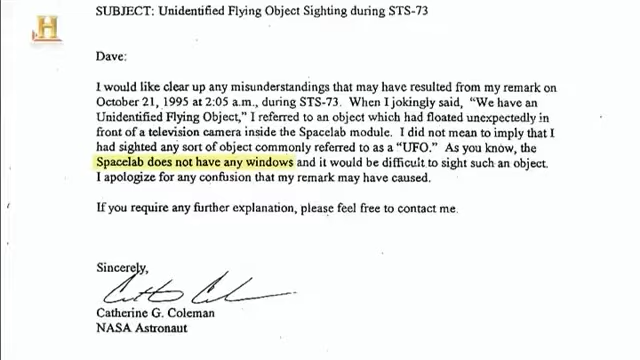 H
SUBJECT: Unidentified Flying Object Sighting during STS-73
Dave:
I would like clear up any misunderstandings that may have resulted from my remark on
October 21, 1995 at 2:05 a.m., during STS-73. When I jokingly said, “We have an
Unidentified Flying Object,” I referred to an object which had floated unexpectedly in
front of a television camera inside the Spacelab module. I did not mean to imply that I
had sighted any sort of object commonly referred to as a “UFO.” As you know, the
Spacelab does not have any windows and it would be difficult to sight such an object.
I apologize for any confusion that my remark may have caused.
If you require any further explanation, please feel free to contact me.
Sincerely,
Catherine G. Coleman
NASA Astronaut